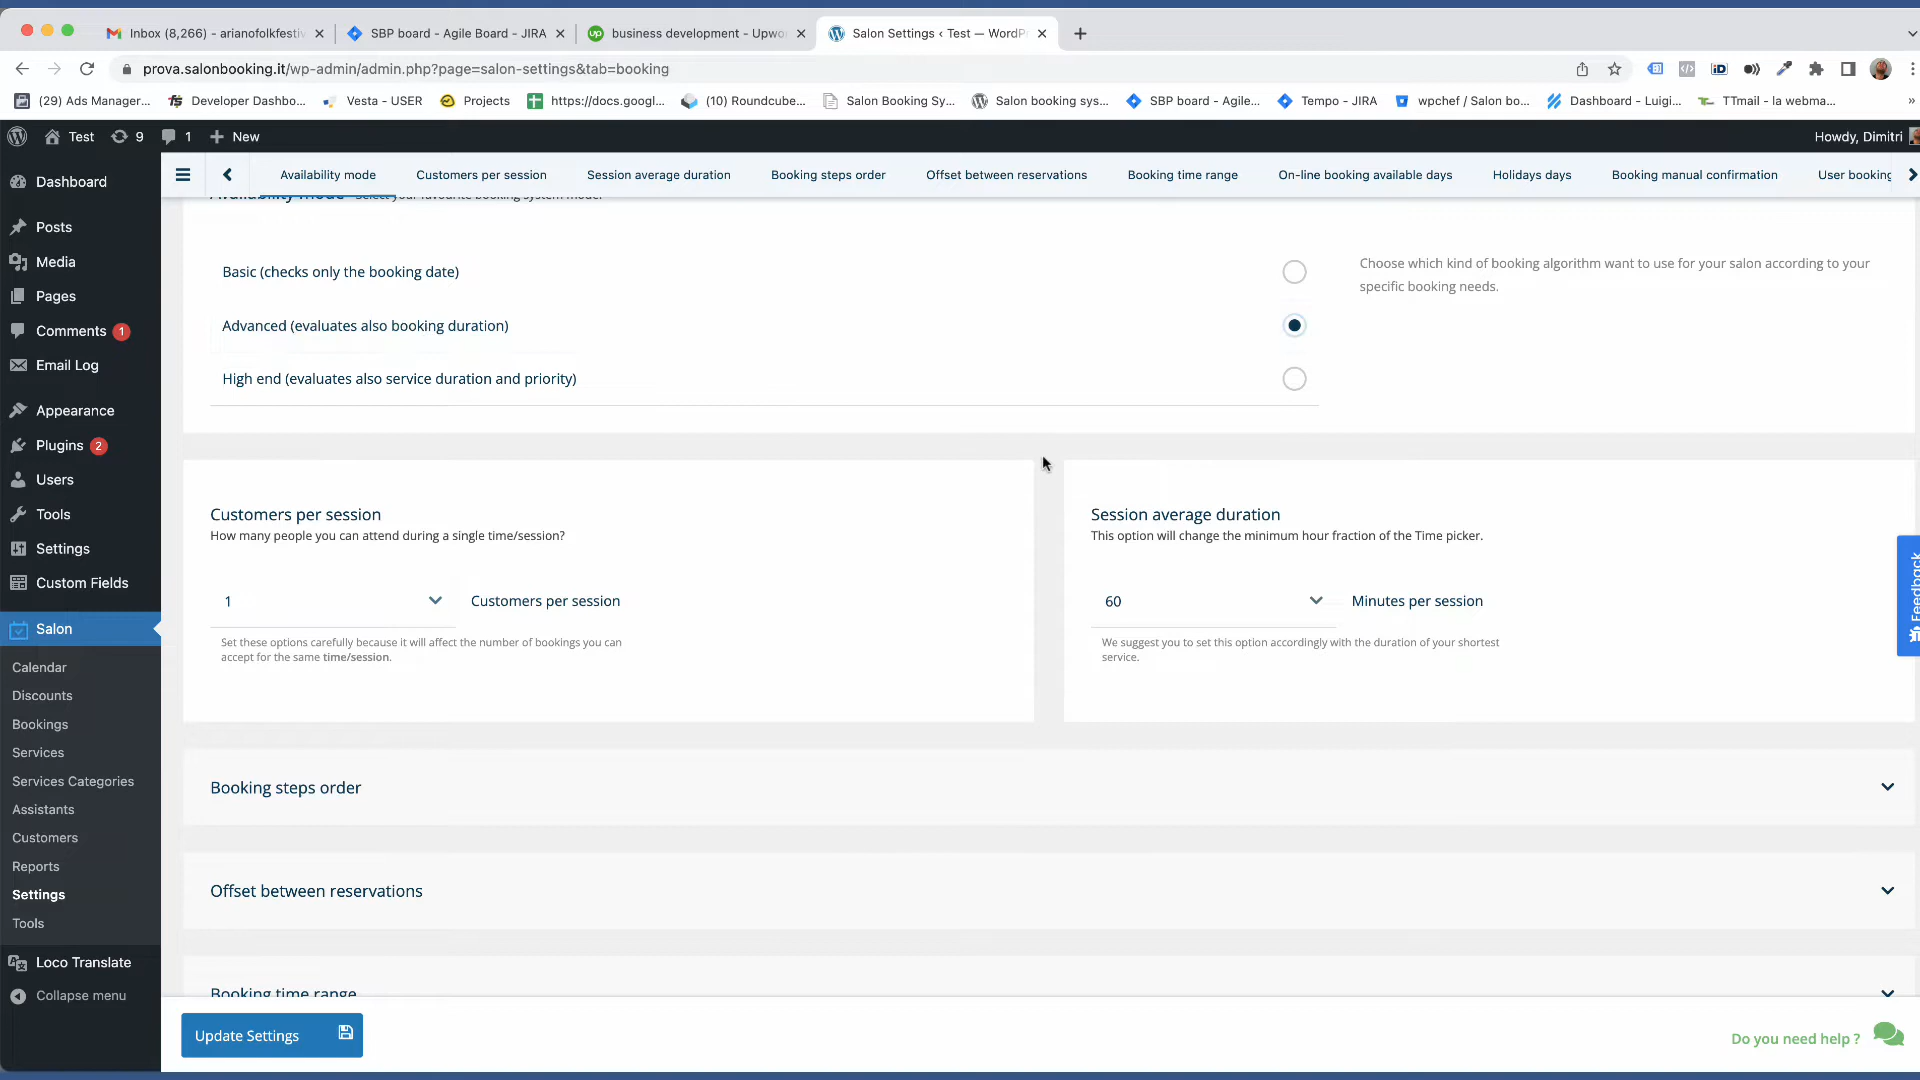 Inbox (8,266) - arianofolkfestiv
SBP board - Agile Board - JIRA
business development - Upwo
Salon Settings ‹ Test — WordP
prova.salonbooking.it/wp-admin/admin.php?page=salon-settings&tab=booking
(29) Ads Manager...
Developer Dashbo...
Vesta - USER
Projects
https://docs.googl...
(10) Roundcube...
Salon Booking Sy...
Salon booking sys...
SBP board - Agile...
Tempo - JIRA
wpchef / Salon bo...
Dashboard - Luigi...
TTmail - la webma...
»
Test
9
1
New
Howdy, Dimitri
Availability mode
Customers per session
Session average duration
Booking steps order
Offset between reservations
Booking time range
On-line booking available days
Holidays days
Booking manual confirmation
User booking
Dashboard
Posts
Media
Pages
Comments 1
Email Log
Appearance
Plugins 2
Users
Tools
Settings
Custom Fields
Salon
Calendar
Discounts
Bookings
Services
Services Categories
Assistants
Customers
Reports
Settings
Tools
Loco Translate
Collapse menu
Availability mode - Select your favourite booking system model.
Basic (checks only the booking date)
Advanced (evaluates also booking duration)
High end (evaluates also service duration and priority)
Choose which kind of booking algorithm want to use for your salon according to your
specific booking needs.
Customers per session
How many people you can attend during a single time/session?
1
Customers per session
Set these options carefully because it will affect the number of bookings you can
accept for the same time/session.
Session average duration
This option will change the minimum hour fraction of the Time picker.
60
Minutes per session
We suggest you to set this option accordingly with the duration of your shortest
service.
Feedback
Booking steps order
Offset between reservations
Booking time range
Update Settings
Do you need help ?